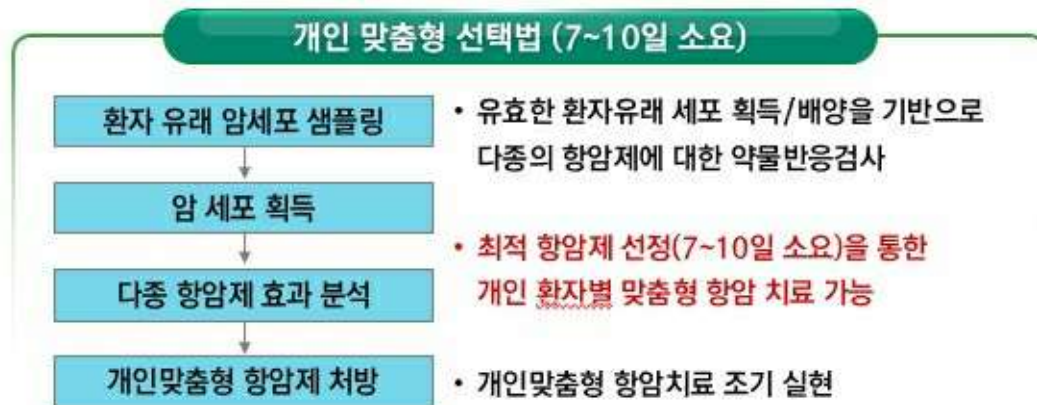 개인 맞춤형 선택법 (7~10일 소요)
환자 유래 암세포 샘플링
암 세포 획득
다종 항암제 효과 분석
개인맞춤형 항암제 처방
• 유효한 환자유래 세포 획득/배양을 기반으로
다종의 항암제에 대한 약물반응검사
• 최적 항암제 선정(7~10일 소요)을 통한
개인 환자별 맞춤형 항암 치료 가능
• 개인맞춤형 항암치료 조기 실현